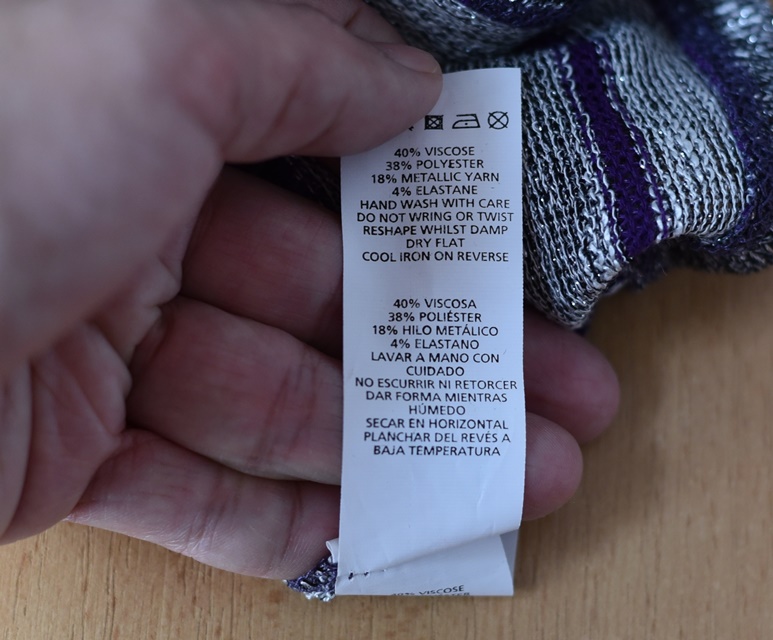 40% VISCOSE
38% POLYESTER
18% METALLIC YARN
4% ELASTANE
HAND WASH WITH CARE
DO NOT WRING OR TWIST
RESHAPE WHILST DAMP
DRY FLAT
COOL IRON ON REVERSE
40% VISCOSA
38% POLIÉSTER
18% HILO METÁLICO
4% ELASTANO
LAVAR A MANO CON
CUIDADO
NO ESCURRIR NI RETORCER
DAR FORMA MIENTRAS
HÚMEDO
SECAR EN HORIZONTAL
PLANCHAR DEL REVÉS A
BAJA TEMPERATURA
40% VISCOSE